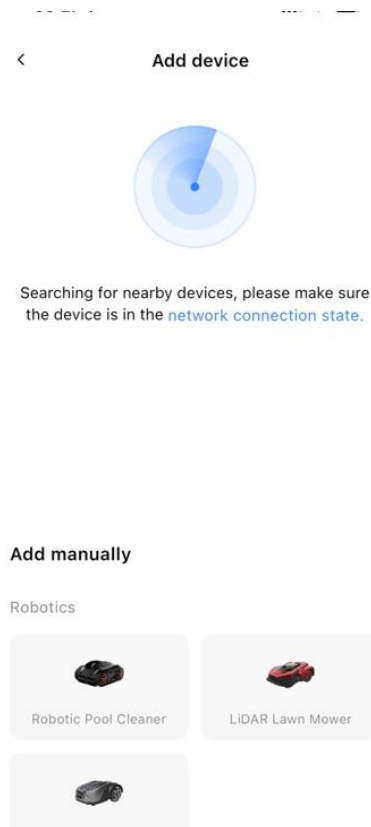 Add device
Searching for nearby devices, please make sure
the device is in the network connection state.
Add manually
Robotics
Robotic Pool Cleaner
LiDAR Lawn Mower